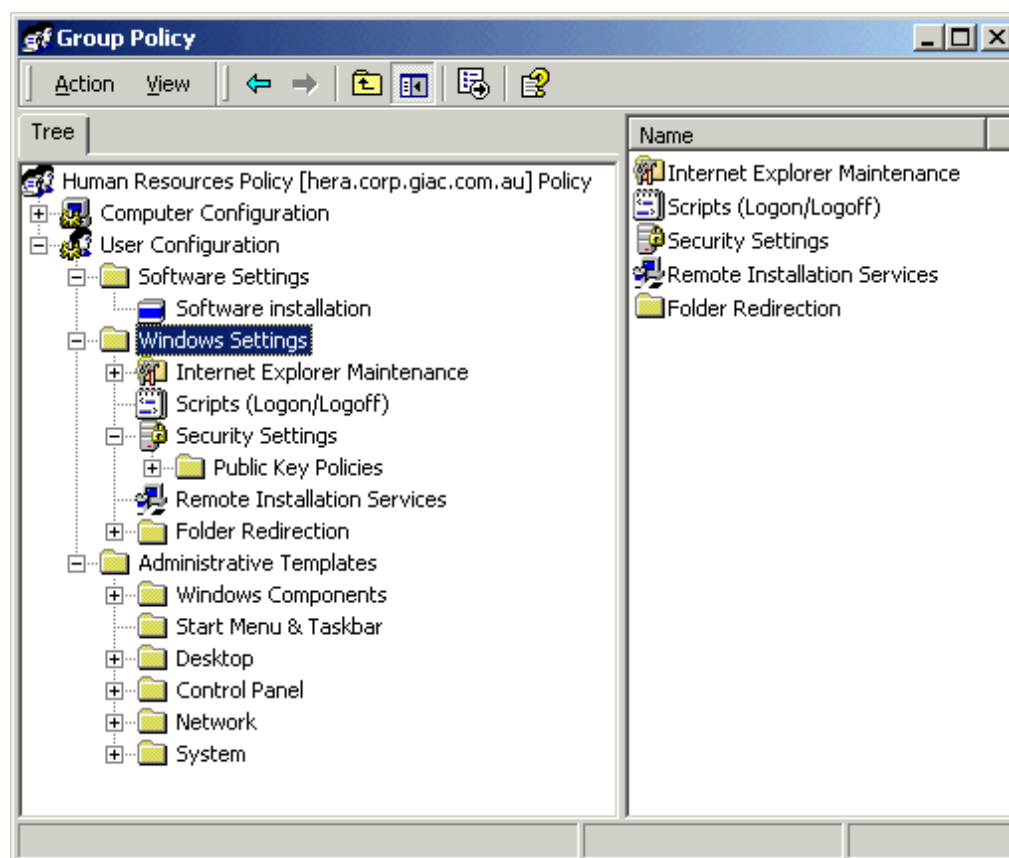 Group Policy
Action View
Tree
Human Resources Policy [hera.corp.giac.com.au] Policy
Computer Configuration
User Configuration
Software Settings
Software installation
Windows Settings
Internet Explorer Maintenance
Scripts (Logon/Logoff)
Security Settings
Public Key Policies
Remote Installation Services
Folder Redirection
Administrative Templates
Windows Components
Start Menu & Taskbar
Desktop
Control Panel
Network
System
Name
Internet Explorer Maintenance
Scripts (Logon/Logoff)
Security Settings
Remote Installation Services
Folder Redirection